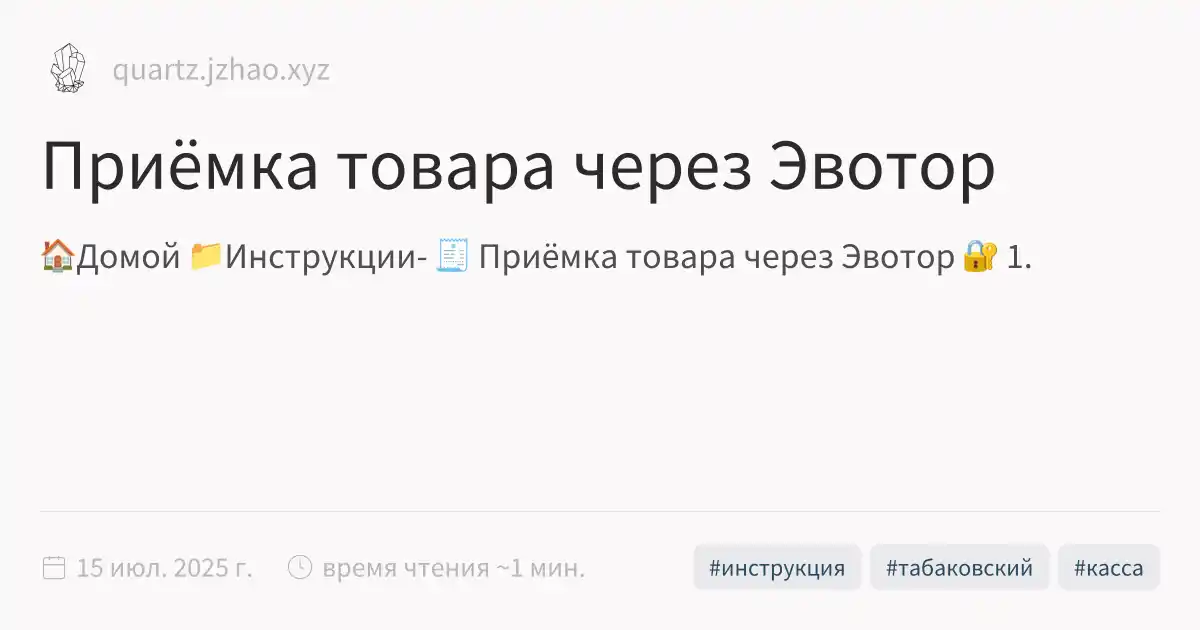 quartz.jzhao.xyz
Приёмка товара через Эвотор
🏠Домой 📁Инструкции- 🧾 Приёмка товара через Эвотор 🔐 1.
15 июл. 2025 г. время чтения ~1 мин. #инструкция #табаковский #касса